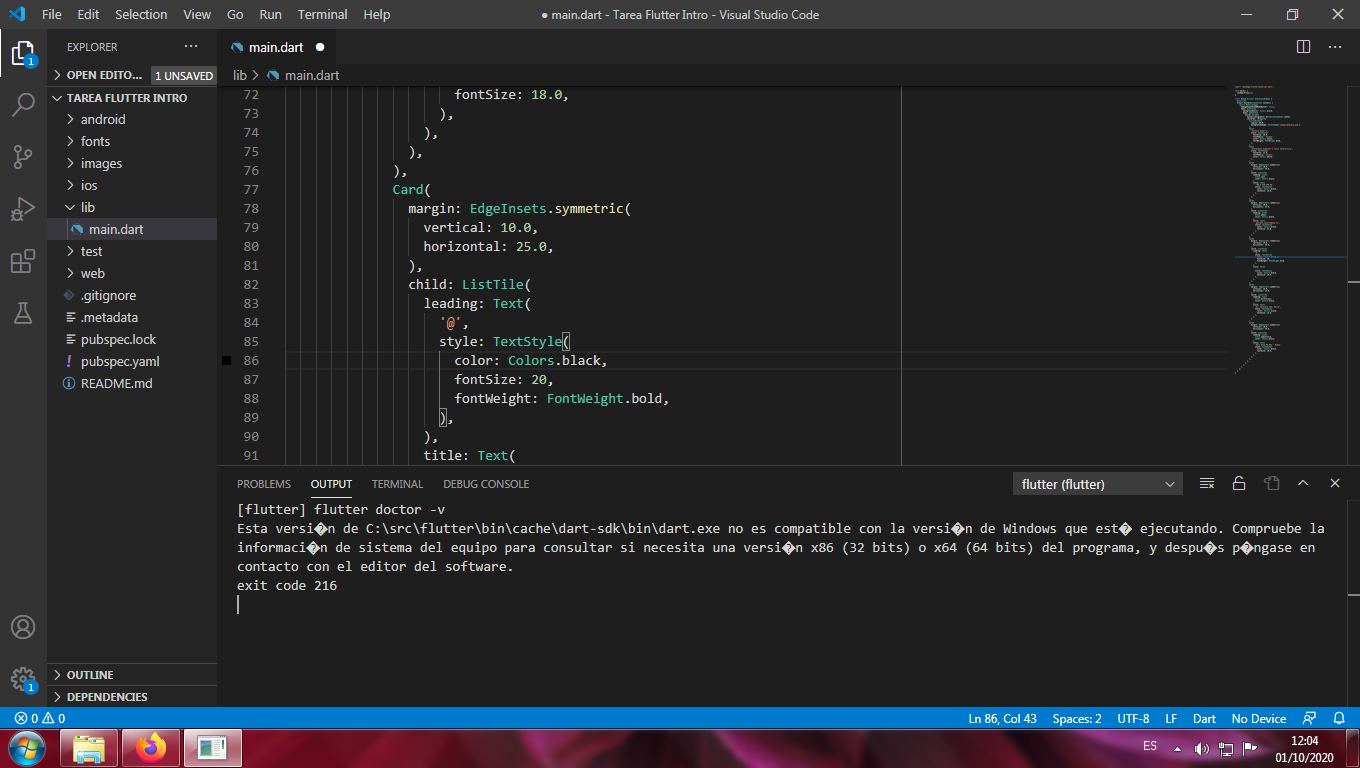 File Edit Selection View Go Run Terminal Help
● main.dart - Tarea Flutter Intro - Visual Studio Code
EXPLORER
OPEN EDITO... 1 UNSAVED
TAREA FLUTTER INTRO
android
fonts
images
ios
lib
main.dart
test
web
.gitignore
.metadata
pubspec.lock
! pubspec.yaml
README.md
OUTLINE
DEPENDENCIES
1
1
main.dart ●
lib > main.dart
72 fontSize: 18.0,
73 ),
74 ),
75 ),
76 ),
77 Card(
78 margin: EdgeInsets.symmetric(
79 vertical: 10.0,
80 horizontal: 25.0,
81 ),
82 child: ListTile(
83 leading: Text(
84 '@',
85 style: TextStyle(
86 color: Colors.black,
87 fontSize: 20,
88 fontWeight: FontWeight.bold,
89 ),
90 ),
91 title: Text(
PROBLEMS OUTPUT TERMINAL DEBUG CONSOLE flutter (flutter)
[flutter] flutter doctor -v
Esta versi�n de C:\src\flutter\bin\cache\dart-sdk\bin\dart.exe no es compatible con la versi�n de Windows que est� ejecutando. Compruebe la
informaci�n de sistema del equipo para consultar si necesita una versi�n x86 (32 bits) o x64 (64 bits) del programa, y despu�s p�ngase en
contacto con el editor del software.
exit code 216
0 0 Ln 86, Col 43 Spaces: 2 UTF-8 LF Dart No Device
ES 12:04
01/10/2020